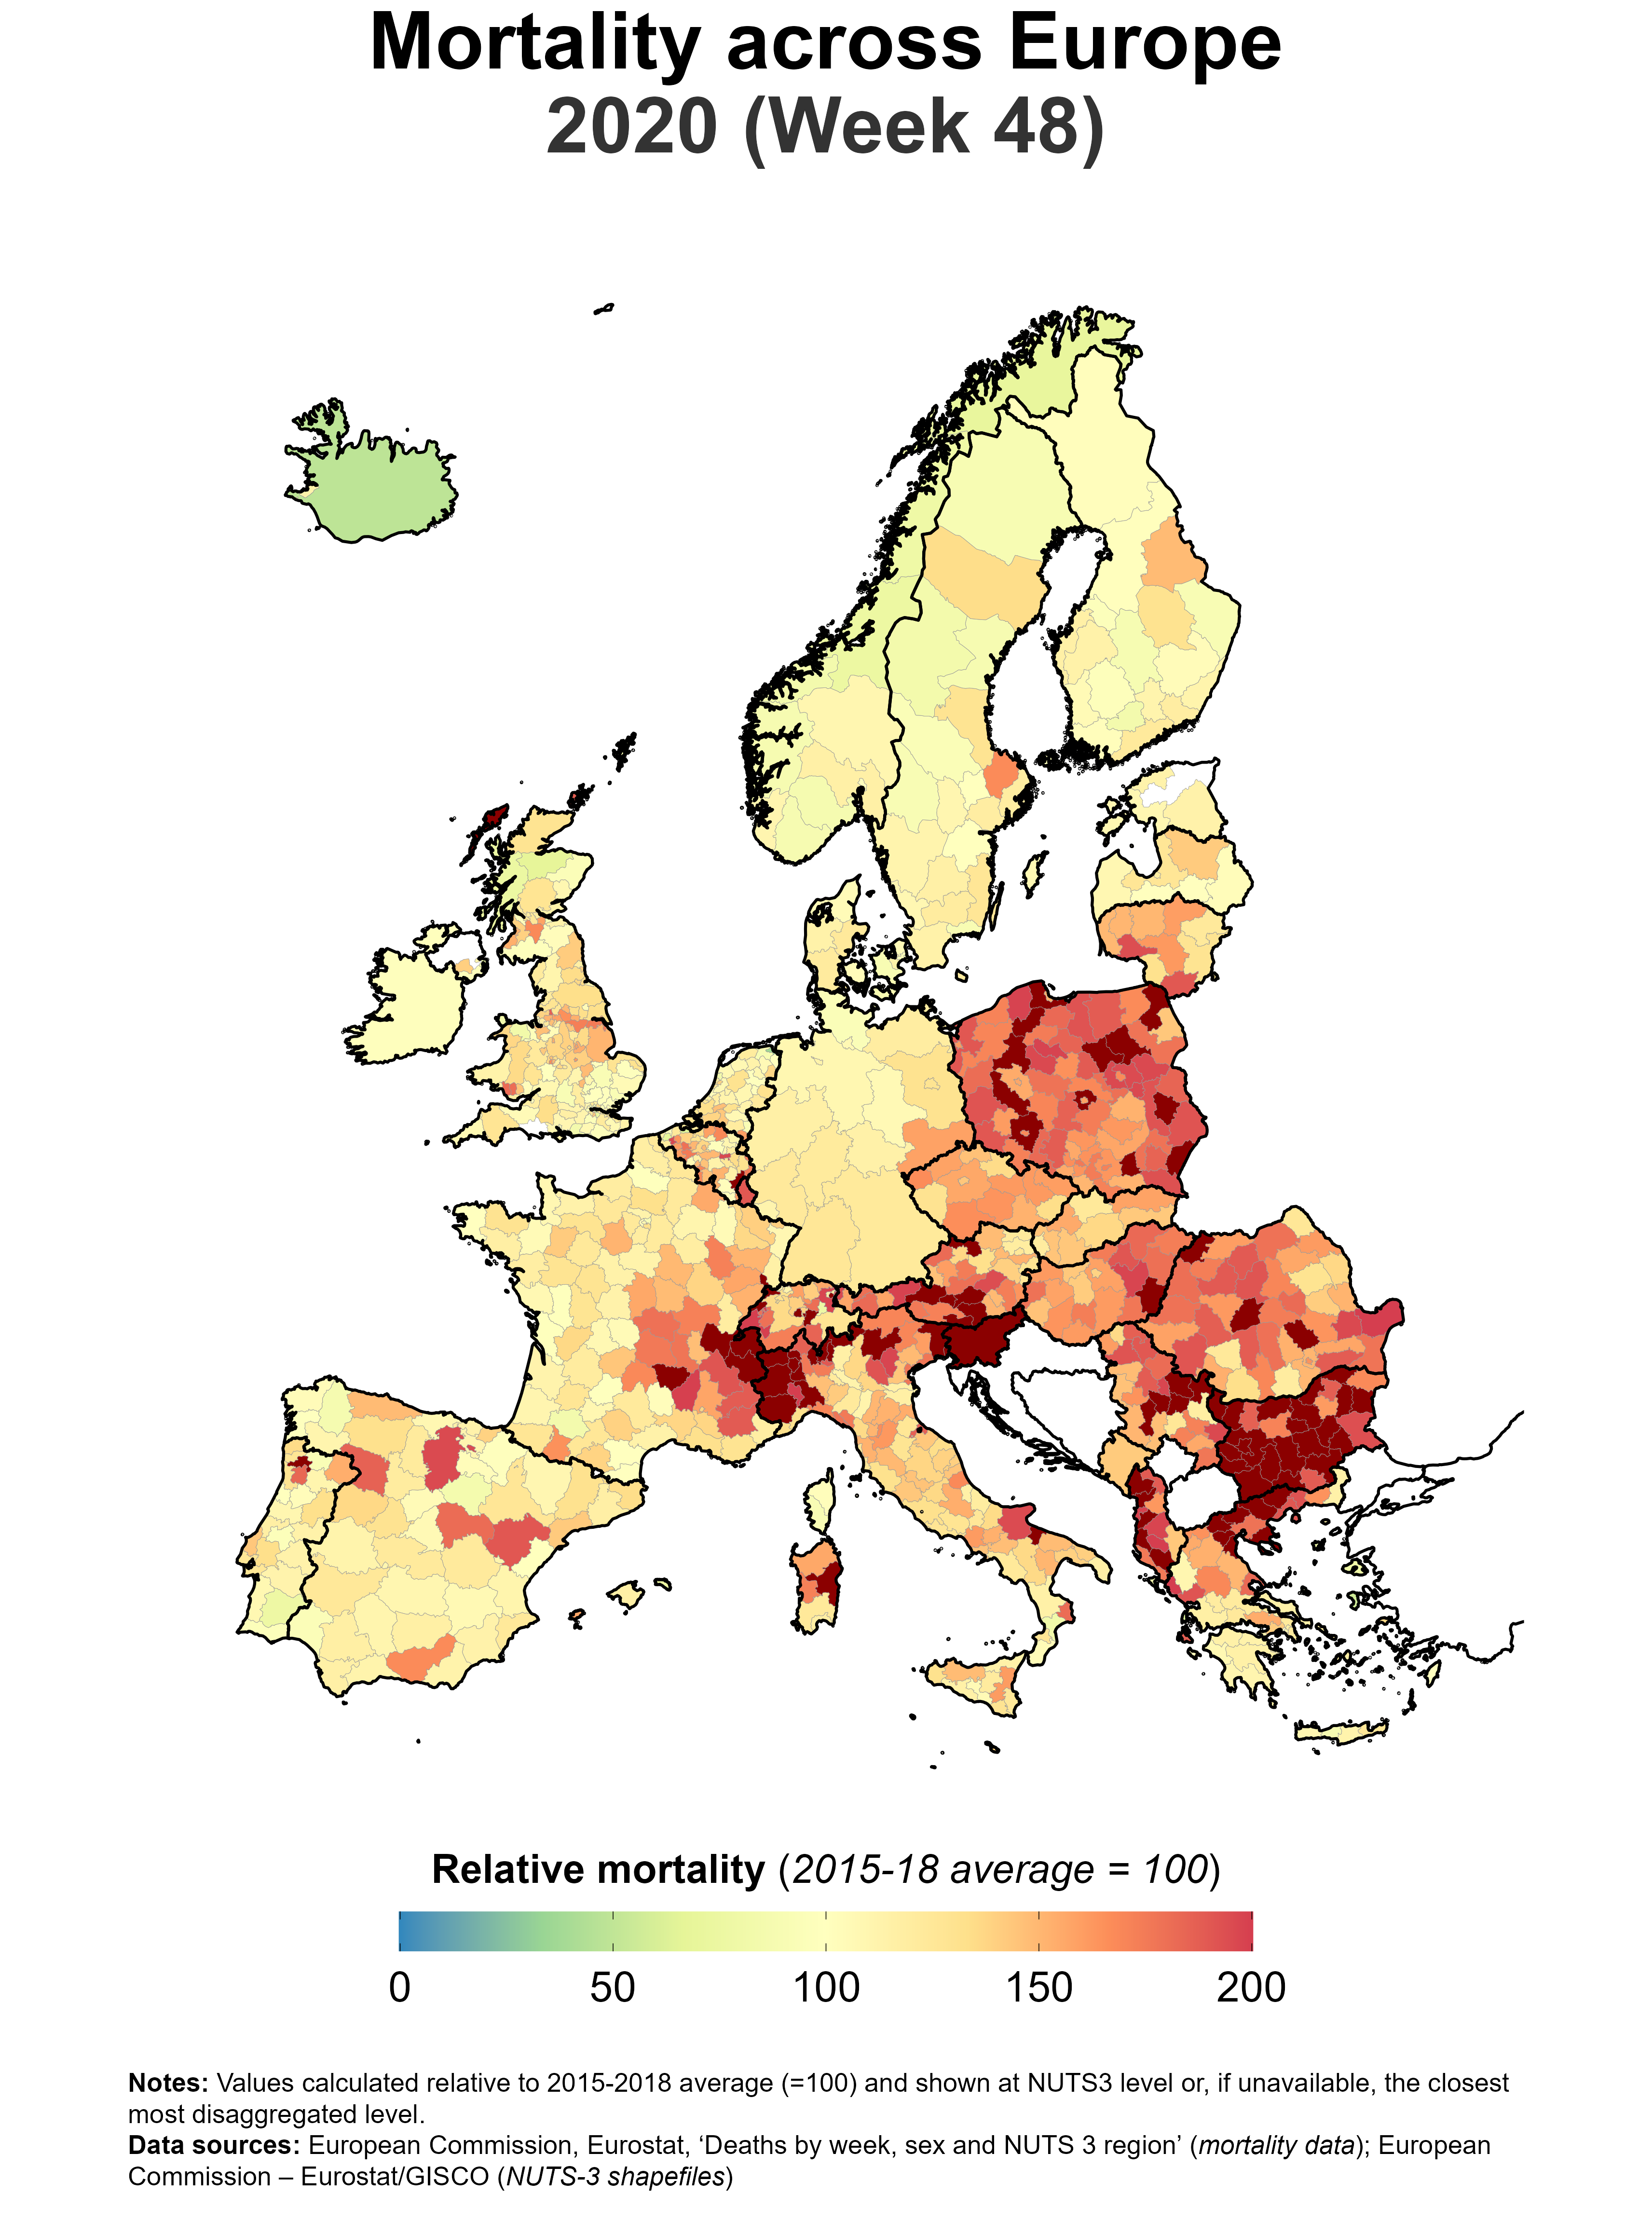 Mortality across Europe
2020 (Week 48)
Relative mortality (2015-18 average = 100)
0 50 100 150 200
Notes: Values calculated relative to 2015-2018 average (=100) and shown at NUTS3 level or, if unavailable, the closest
most disaggregated level.
Data sources: European Commission, Eurostat, ‘Deaths by week, sex and NUTS 3 region’ (mortality data); European
Commission – Eurostat/GISCO (NUTS-3 shapefiles)